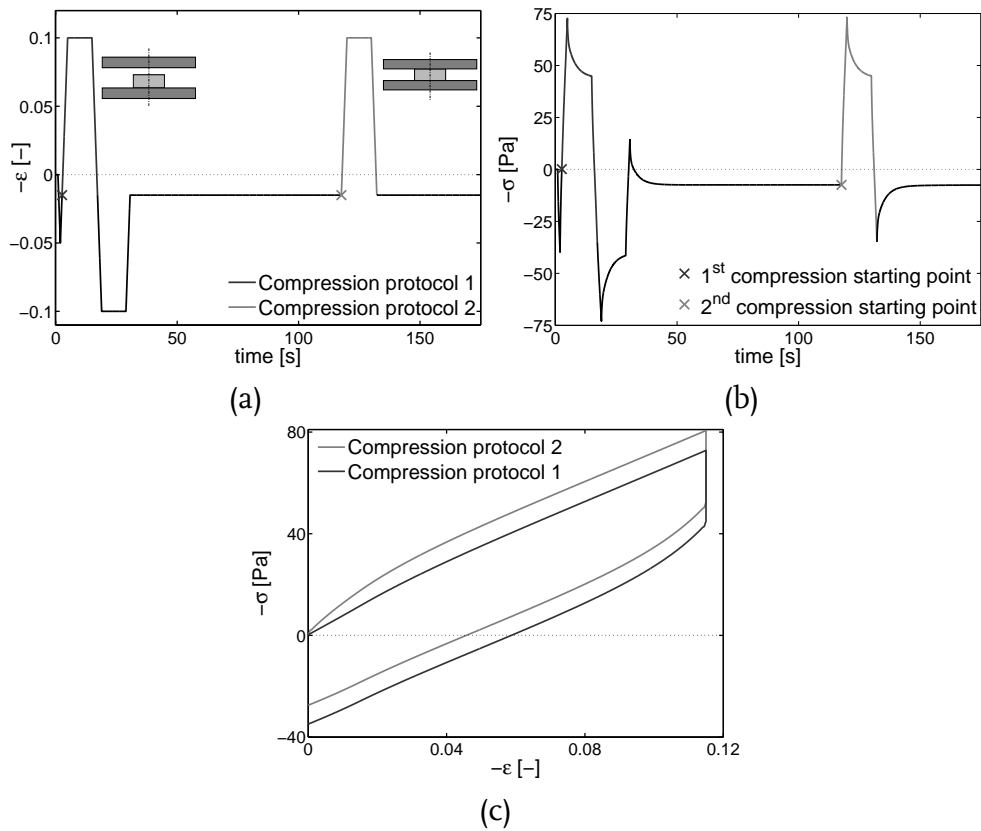 0.1
0.05
0
−0.05
−0.1
−ε [−]
Compression protocol 1
Compression protocol 2
0
50
100
150
time [s]
(a)
75
50
25
0
−25
−50
−75
−σ [Pa]
1st compression starting point
2nd compression starting point
0
50
100
150
time [s]
(b)
80
40
0
−40
−σ [Pa]
Compression protocol 2
Compression protocol 1
0
0.04
0.08
0.12
−ε [−]
(c)